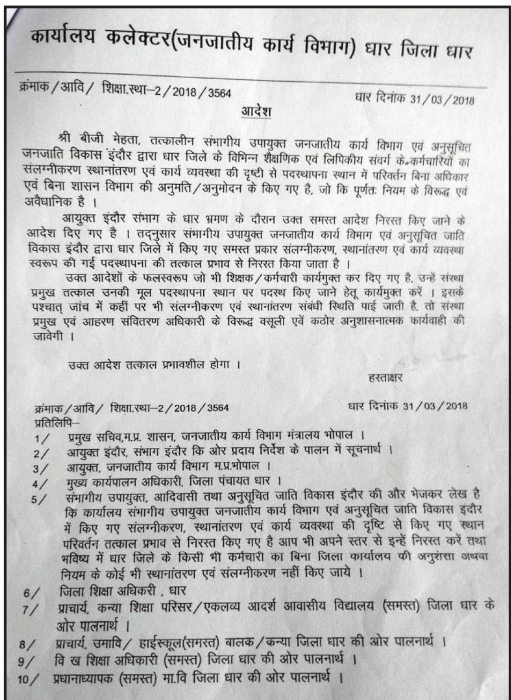 कार्यालय कलेक्टर(जनजातीय कार्य विभाग) धार जिला धार
क्रंमाक/आवि/ शिक्षा.स्था–2/2018/3564
धार दिनांक 31/03/2018
आदेश
श्री बीजी मेहता, तत्कालीन संभागीय उपायुक्त जनजातीय कार्य विभाग एवं अनुसूचित
जनजाति विकास इंदौर द्वारा धार जिले के विभिन्न शैक्षणिक एवं लिपिकीय संवर्ग के कर्मचारियों का
संलग्नीकरण स्थानांतरण एवं कार्य व्यवस्था की दृष्टी से पदस्थापना स्थान में परिवर्तन बिना अधिकार
एवं बिना शासन विभाग की अनुमति/अनुमोदन के किए गए है, जो कि पूर्णतः नियम के विरूद्ध एवं
अवैधानिक है ।
आयुक्त इंदौर संभाग के धार भ्रमण के दौरान उक्त समस्त आदेश निरस्त किए जाने के
आदेश दिए गए है । तद्नुसार संभागीय उपायुक्त जनजातीय कार्य विभाग एवं अनुसूचित जाति
विकास इंदौर द्वारा धार जिले में किए गए समस्त प्रकार संलग्नीकरण, स्थानांतरण एवं कार्य व्यवस्था
स्वरूप की गई पदस्थापना की तत्काल प्रभाव से निरस्त किया जाता है ।
उक्त आदेशों के फलस्वरूप जो भी शिक्षक/कर्मचारी कार्यमुक्त कर दिए गए है, उन्हें संस्था
प्रमुख तत्काल उनकी मूल पदस्थापना स्थान पर पदस्थ किए जाने हेतू कार्यमुक्त करें । इसके
पश्चात् जांच में कहीं पर भी संलग्नीकरण एवं स्थानांतरण संबंधी स्थिति पाई जाती है, तो संस्था
प्रमुख एवं आहरण संवितरण अधिकारी के विरूद्ध वसूली एवें कठोर अनुशासनात्मक कार्यवाही की
जावेगी ।
उक्त आदेश तत्काल प्रभावशील होगा ।
हस्ताक्षर
क्रंमाक/आवि/ शिक्षा.स्था–2/2018/3564
धार दिनांक 31/03/2018
प्रतिलिपि–
1/ प्रमुख सचिव,म.प्र. शासन, जनजातीय कार्य विभाग मंत्रालय भोपाल ।
2/ आयुक्त इंदौर, संभाग इंदौर कि ओर प्रदाय निर्देश के पालन में सूचनार्थ ।
3/ आयुक्त, जनजातीय कार्य विभाग म.प्र.भोपाल ।
4/ मुख्य कार्यपालन अधिकारी, जिला पंचायत धार ।
5/ संभागीय उपायुक्त, आदिवासी तथा अनुसूचित जाति विकास इंदौर की और भेजकर लेख है
कि कार्यालय संभागीय उपायुक्त जनजातीय कार्य विभाग एवं अनुसूचित जाति विकास इंदौर
में किए गए संलग्नीकरण, स्थानांतरण एवं कार्य व्यवस्था की दृष्टि से किए गए स्थान
परिवर्तन तत्काल प्रभाव से निरस्त किए गए है आप भी अपने स्तर से इन्हें निरस्त करें तथा
भविष्य में धार जिले के किसी भी कर्मचारी का बिना जिला कार्यालय की अनुशंसा अथवा
नियम के कोई भी स्थानांतरण एवं संलग्नीकरण नहीं किए जाये ।
6/ जिला शिक्षा अधिकरी , धार
7/ प्राचार्य, कन्या शिक्षा परिसर/एकलव्य आदर्श आवासीय विद्यालय (समस्त) जिला धार के
ओर पालनार्थ ।
8/ प्राचार्य, उमावि/ हाईस्कूल(समस्त) बालक/कन्या जिला धार की ओर पालनार्थ ।
9/ वि ख शिक्षा अधिकारी (समस्त) जिला धार की ओर पालनार्थ ।
10/ प्रधानाध्यापक (समस्त) मा.वि जिला धार की ओर पालनार्थ ।